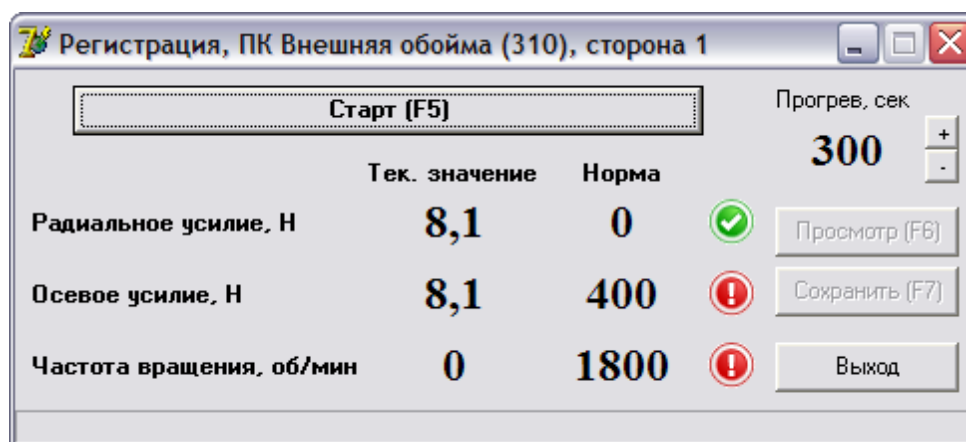 Регистрация, ПК Внешняя обойма (310), сторона 1
Старт (F5)
Прогрев, сек
300
+
-
Тек. значение Норма
Радиальное усилие, Н 8,1 0
Просмотр (F6)
Осевое усилие, Н 8,1 400
Сохранить (F7)
Частота вращения, об/мин 0 1800
Выход